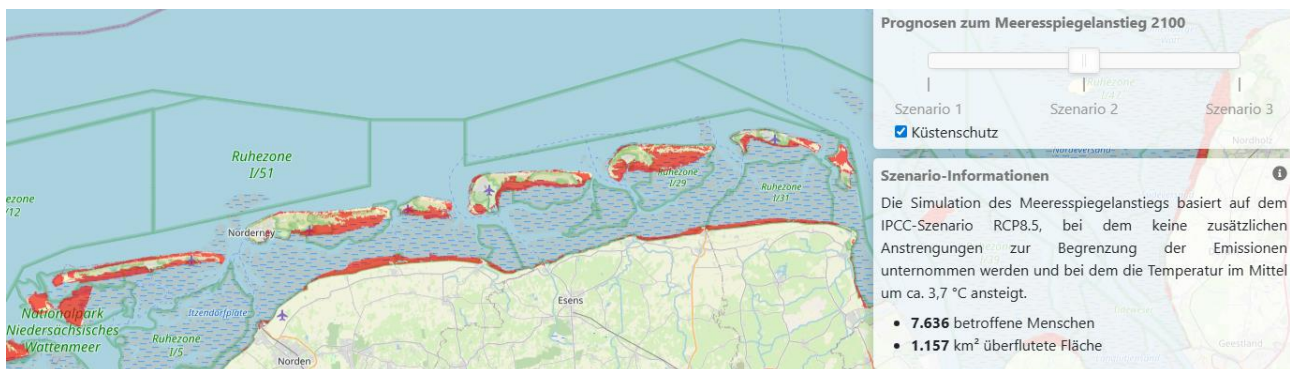 Prognosen zum Meeresspiegelanstieg 2100
Szenario 1
Szenario 2
Szenario 3
Küstenschutz
Szenario-Informationen
Die Simulation des Meeresspiegelanstiegs basiert auf dem
IPCC-Szenario RCP8.5, bei dem keine zusätzlichen
Anstrengungen zur Begrenzung der Emissionen
unternommen werden und bei dem die Temperatur im Mittel
um ca. 3,7 °C ansteigt.
• 7.636 betroffene Menschen
• 1.157 km² überflutete Fläche
Ruhezone
I/51
ezone
/12
Ruhezone
I/29
Ruhezone
I/31
Norderney
Nationalpark
Niedersächsisches
Wattenmeer
Itzendorfplate
Ruhezone
I/5
Esens
Norden
Nordholz
Geestland